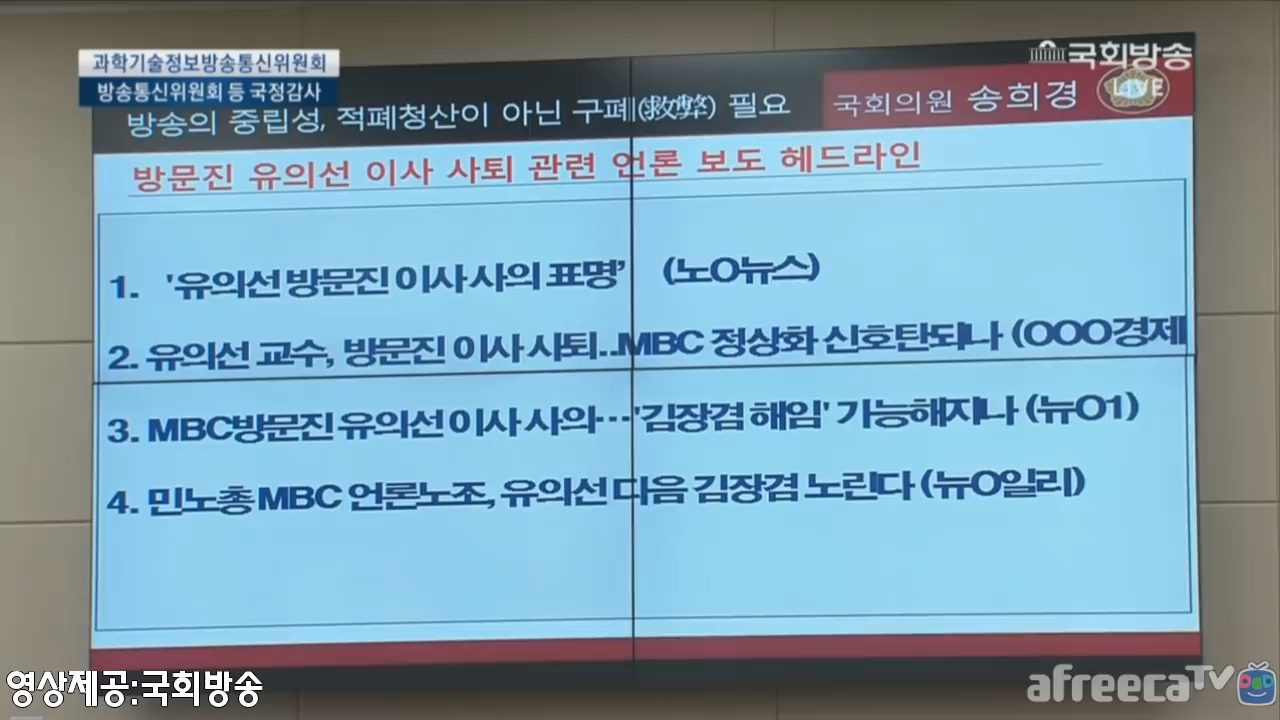 과학기술정보방송통신위원회
방송통신위원회 등 국정감사
국회방송
LIVE
방송의 중립성, 적폐청산이 아닌 구폐(救弊) 필요
국회의원 송희경
방문진 유의선 이사 사퇴 관련 언론 보도 헤드라인
1. '유의선 방문진 이사 사의 표명' (노O뉴스)
2. 유의선 교수, 방문진 이사 사퇴..MBC 정상화 신호탄되나 (OOO경제
3. MBC방문진 유의선 이사 사의…'김장겸 해임' 가능해지나 (뉴O1)
4. 민노총 MBC 언론노조, 유의선 다음 김장겸 노린다 (뉴O일리)
영상제공:국회방송
afreecaTV